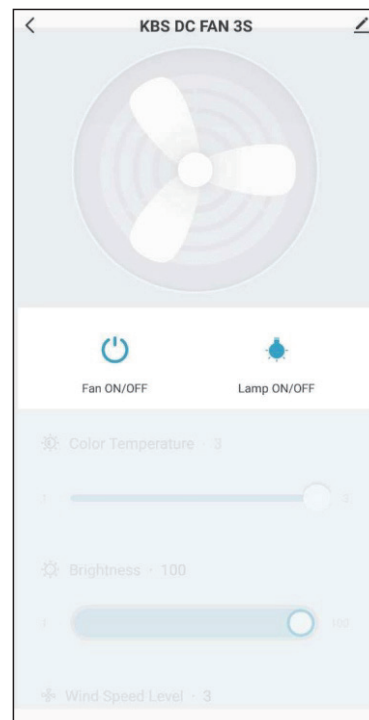 KBS DC FAN 3S
Fan ON/OFF Lamp ON/OFF
Color Temperature · 3
Brightness · 100
100
Wind Speed Level · 3